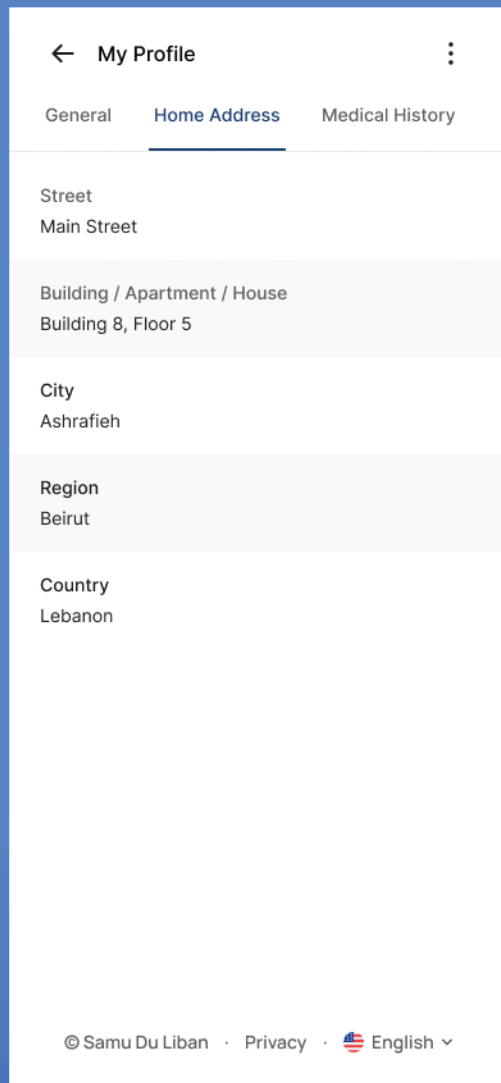 My Profile
General Home Address Medical History
Street
Main Street
Building / Apartment / House
Building 8, Floor 5
City
Ashrafieh
Region
Beirut
Country
Lebanon
© Samu Du Liban · Privacy · English